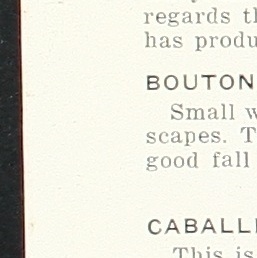 regards th
has produ
BOUTON
Small w
scapes. T
good fall
CABALL
This is